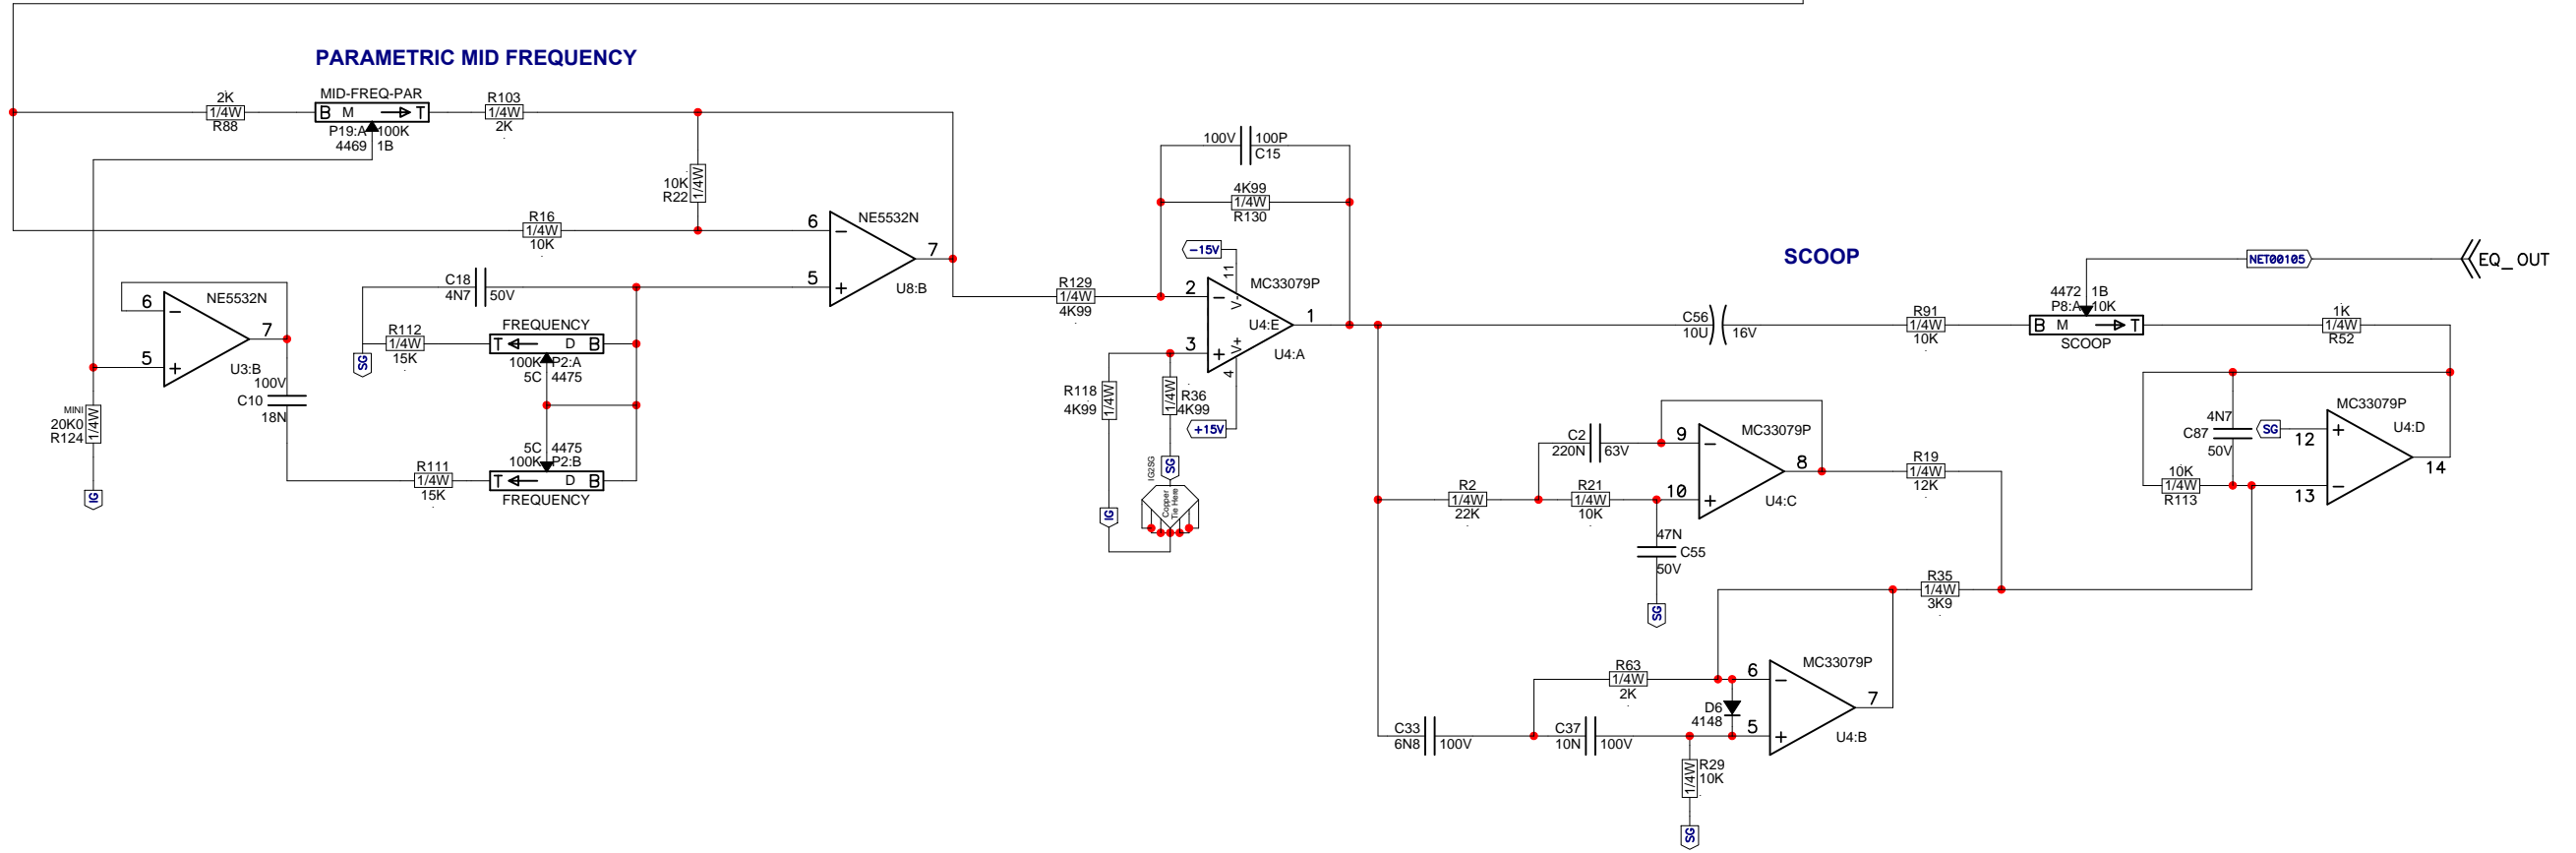 PARAMETRIC MID FREQUENCY
2K
1/4W
R88
MID-FREQ-PAR
B M T
P19:A 100K
4469 1B
R103
1/4W
2K
10K
R22
1/4W
R16
1/4W
10K
6
5
7
NE5532N
U8:B
C18
4N7 50V
SG
R112
1/4W
15K
FREQUENCY
T D B
100K P2:A
5C 4475
5C 4475
100K P2:B
T D B
FREQUENCY
R111
1/4W
15K
6
5
7
NE5532N
U3:B
100V
C10
18N
MINI
20K0
R124
1/4W
IG
R129
1/4W
4K99
100V 100P
C15
4K99
1/4W
R130
-15V
11
V-
2
3
1
MC33079P
U4:E
U4:A
V+
4
+15V
R118
4K99
1/4W
R36
4K99
1/4W
IG2SG
SG
IG
Copper
Tie Here
SCOOP
C56
10U 16V
R91
1/4W
10K
4472 1B
P8:A 10K
B M T
SCOOP
NET00105
EQ_OUT
1K
1/4W
R52
C2
220N 63V
R2
1/4W
22K
R21
1/4W
10K
9
10
8
MC33079P
U4:C
47N
C55
50V
SG
R19
1/4W
12K
R35
1/4W
3K9
4N7
C87
50V
SG
12
13
14
MC33079P
U4:D
10K
1/4W
R113
R63
1/4W
2K
C33
6N8 100V
C37
10N 100V
D6
4148
6
5
7
MC33079P
U4:B
R29
10K
1/4W
SG